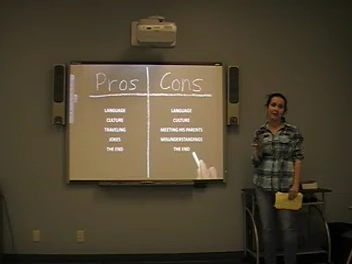 Pros
LANGUAGE
CULTURE
TRAVELING
JOKES
THE END
Cons
LANGUAGE
CULTURE
MEETING HIS PARENTS
MISUNDERSTANDINGS
THE END